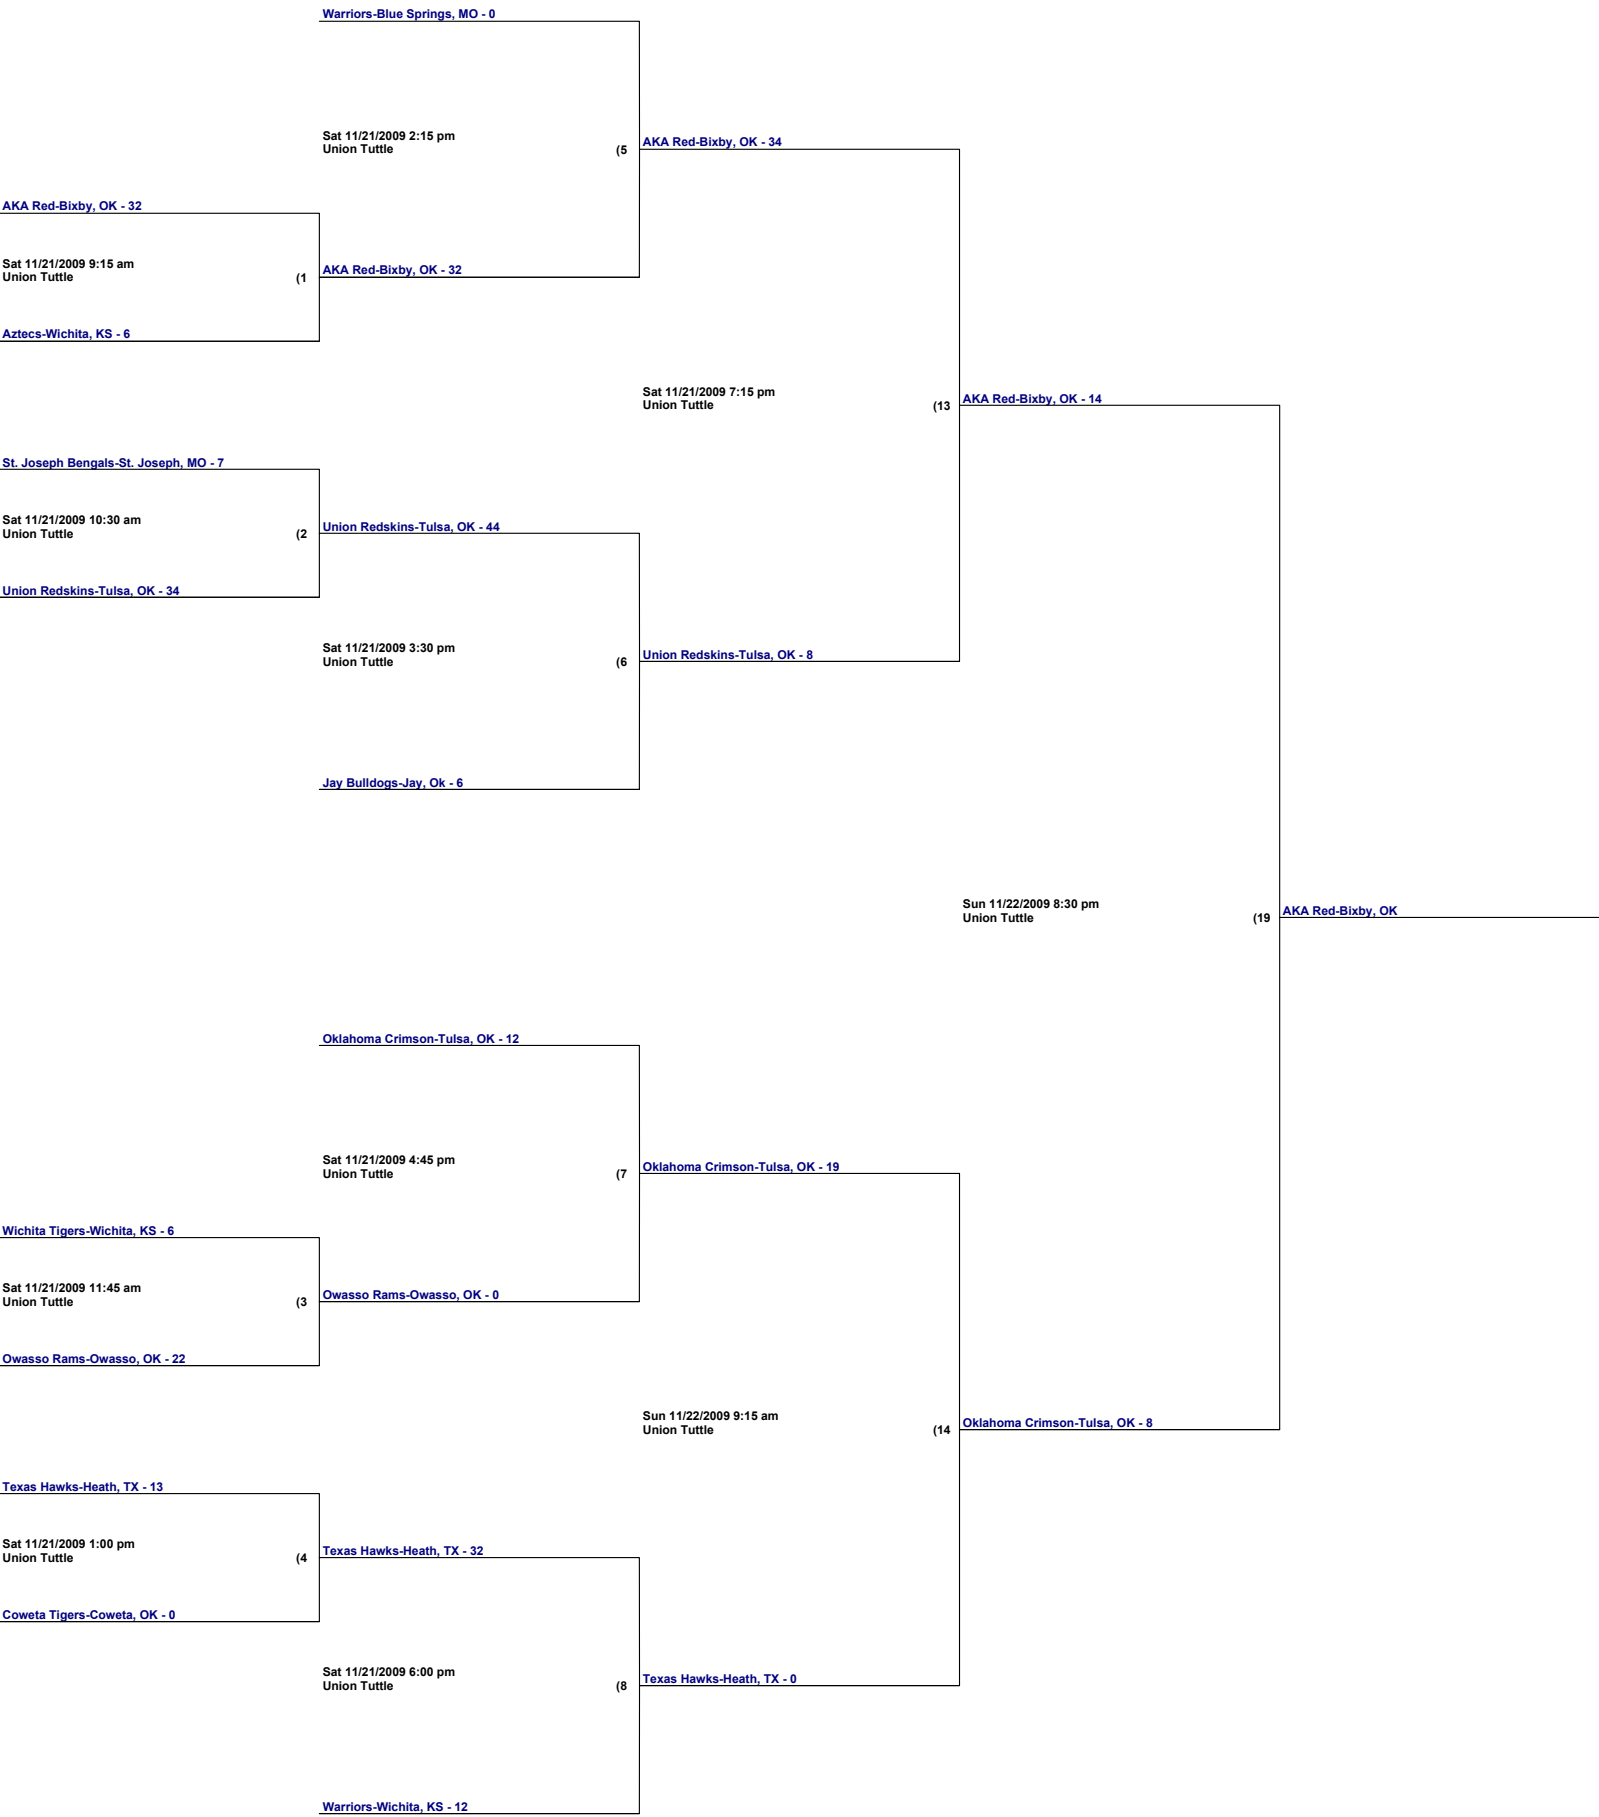 Warriors-Blue Springs, MO - 0
Sat 11/21/2009 2:15 pm
Union Tuttle
(5
AKA Red-Bixby, OK - 34
AKA Red-Bixby, OK - 32
Sat 11/21/2009 9:15 am
Union Tuttle
(1
AKA Red-Bixby, OK - 32
Aztecs-Wichita, KS - 6
Sat 11/21/2009 7:15 pm
Union Tuttle
(13
AKA Red-Bixby, OK - 14
St. Joseph Bengals-St. Joseph, MO - 7
Sat 11/21/2009 10:30 am
Union Tuttle
(2
Union Redskins-Tulsa, OK - 44
Union Redskins-Tulsa, OK - 34
Sat 11/21/2009 3:30 pm
Union Tuttle
(6
Union Redskins-Tulsa, OK - 8
Jay Bulldogs-Jay, Ok - 6
Sun 11/22/2009 8:30 pm
Union Tuttle
(19
AKA Red-Bixby, OK
Oklahoma Crimson-Tulsa, OK - 12
Sat 11/21/2009 4:45 pm
Union Tuttle
(7
Oklahoma Crimson-Tulsa, OK - 19
Wichita Tigers-Wichita, KS - 6
Sat 11/21/2009 11:45 am
Union Tuttle
(3
Owasso Rams-Owasso, OK - 0
Owasso Rams-Owasso, OK - 22
Sun 11/22/2009 9:15 am
Union Tuttle
(14
Oklahoma Crimson-Tulsa, OK - 8
Texas Hawks-Heath, TX - 13
Sat 11/21/2009 1:00 pm
Union Tuttle
(4
Texas Hawks-Heath, TX - 32
Coweta Tigers-Coweta, OK - 0
Sat 11/21/2009 6:00 pm
Union Tuttle
(8
Texas Hawks-Heath, TX - 0
Warriors-Wichita, KS - 12